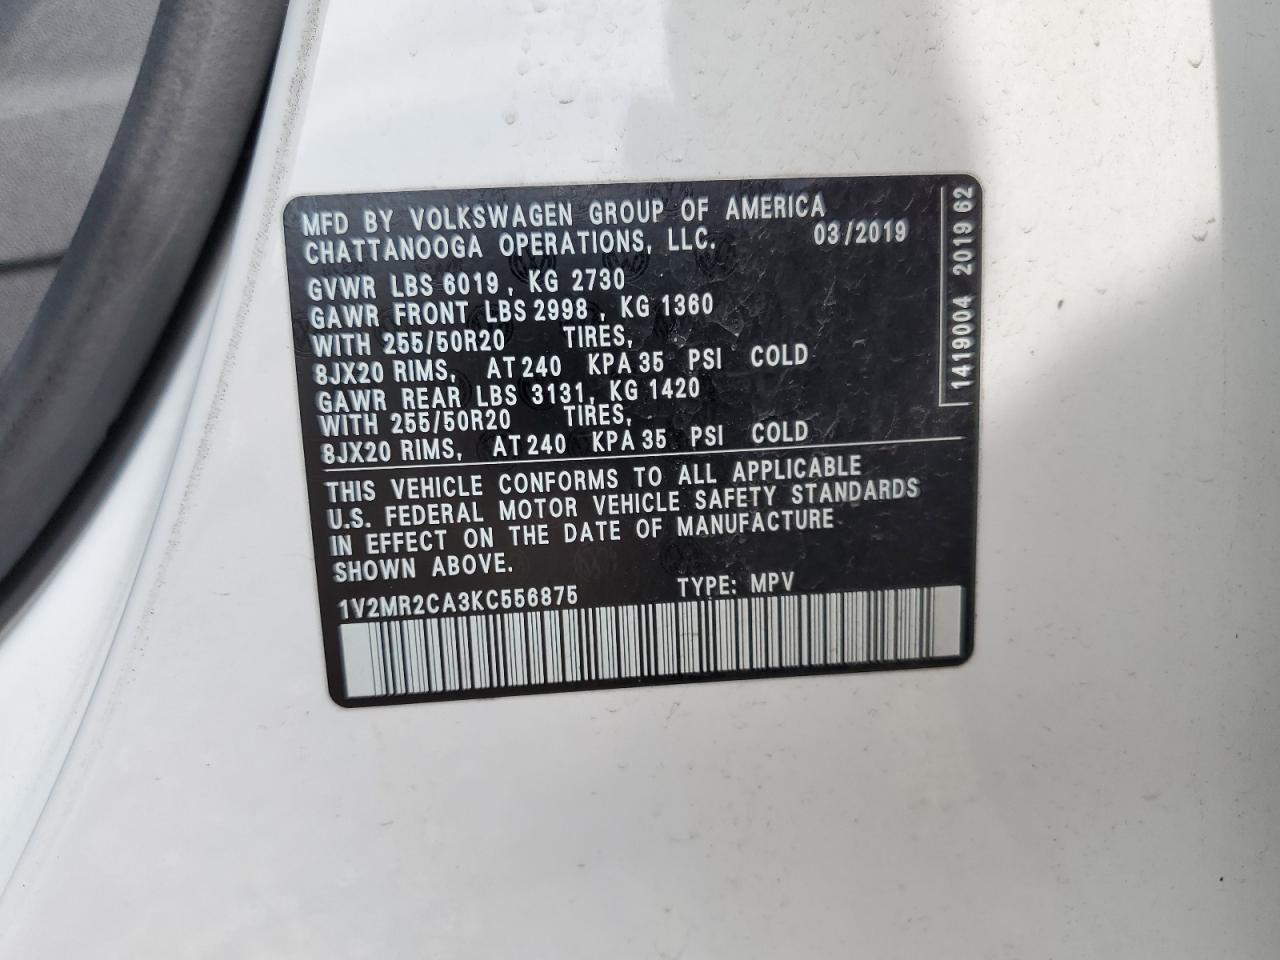 MFD BY VOLKSWAGEN GROUP OF AMERICA
CHATTANOOGA OPERATIONS, LLC. 03/2019
GVWR LBS 6019, KG 2730
GAWR FRONT LBS 2998, KG 1360
WITH 255/50R20 TIRES,
8JX20 RIMS, AT 240 KPA 35 PSI COLD
GAWR REAR LBS 3131, KG 1420
WITH 255/50R20 TIRES,
8JX20 RIMS, AT 240 KPA 35 PSI COLD
THIS VEHICLE CONFORMS TO ALL APPLICABLE
U.S. FEDERAL MOTOR VEHICLE SAFETY STANDARDS
IN EFFECT ON THE DATE OF MANUFACTURE
SHOWN ABOVE.
1V2MR2CA3KC556875 TYPE: MPV
1419004 2019 62